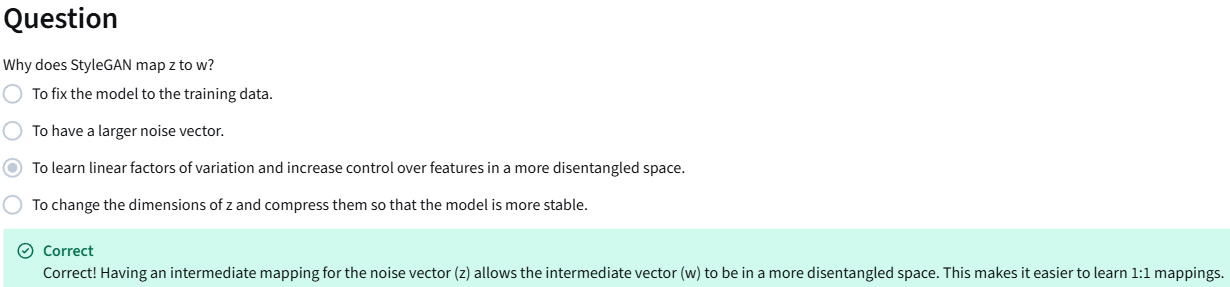 Question
Why does StyleGAN map z to w?
To fix the model to the training data.
To have a larger noise vector.
To learn linear factors of variation and increase control over features in a more disentangled space.
To change the dimensions of z and compress them so that the model is more stable.
Correct
Correct! Having an intermediate mapping for the noise vector (z) allows the intermediate vector (w) to be in a more disentangled space. This makes it easier to learn 1:1 mappings.